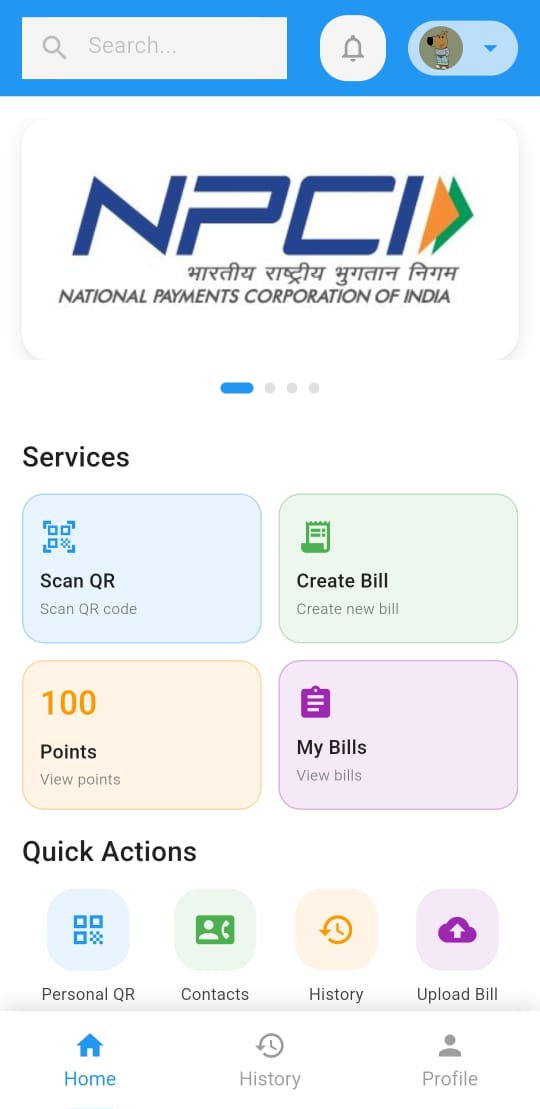 Search...
NPCI
भारतीय राष्ट्रीय भुगतान निगम
NATIONAL PAYMENTS CORPORATION OF INDIA
Services
Scan QR
Scan QR code
Create Bill
Create new bill
100
Points
View points
My Bills
View bills
Quick Actions
Personal QR
Contacts
History
Upload Bill
Home
History
Profile